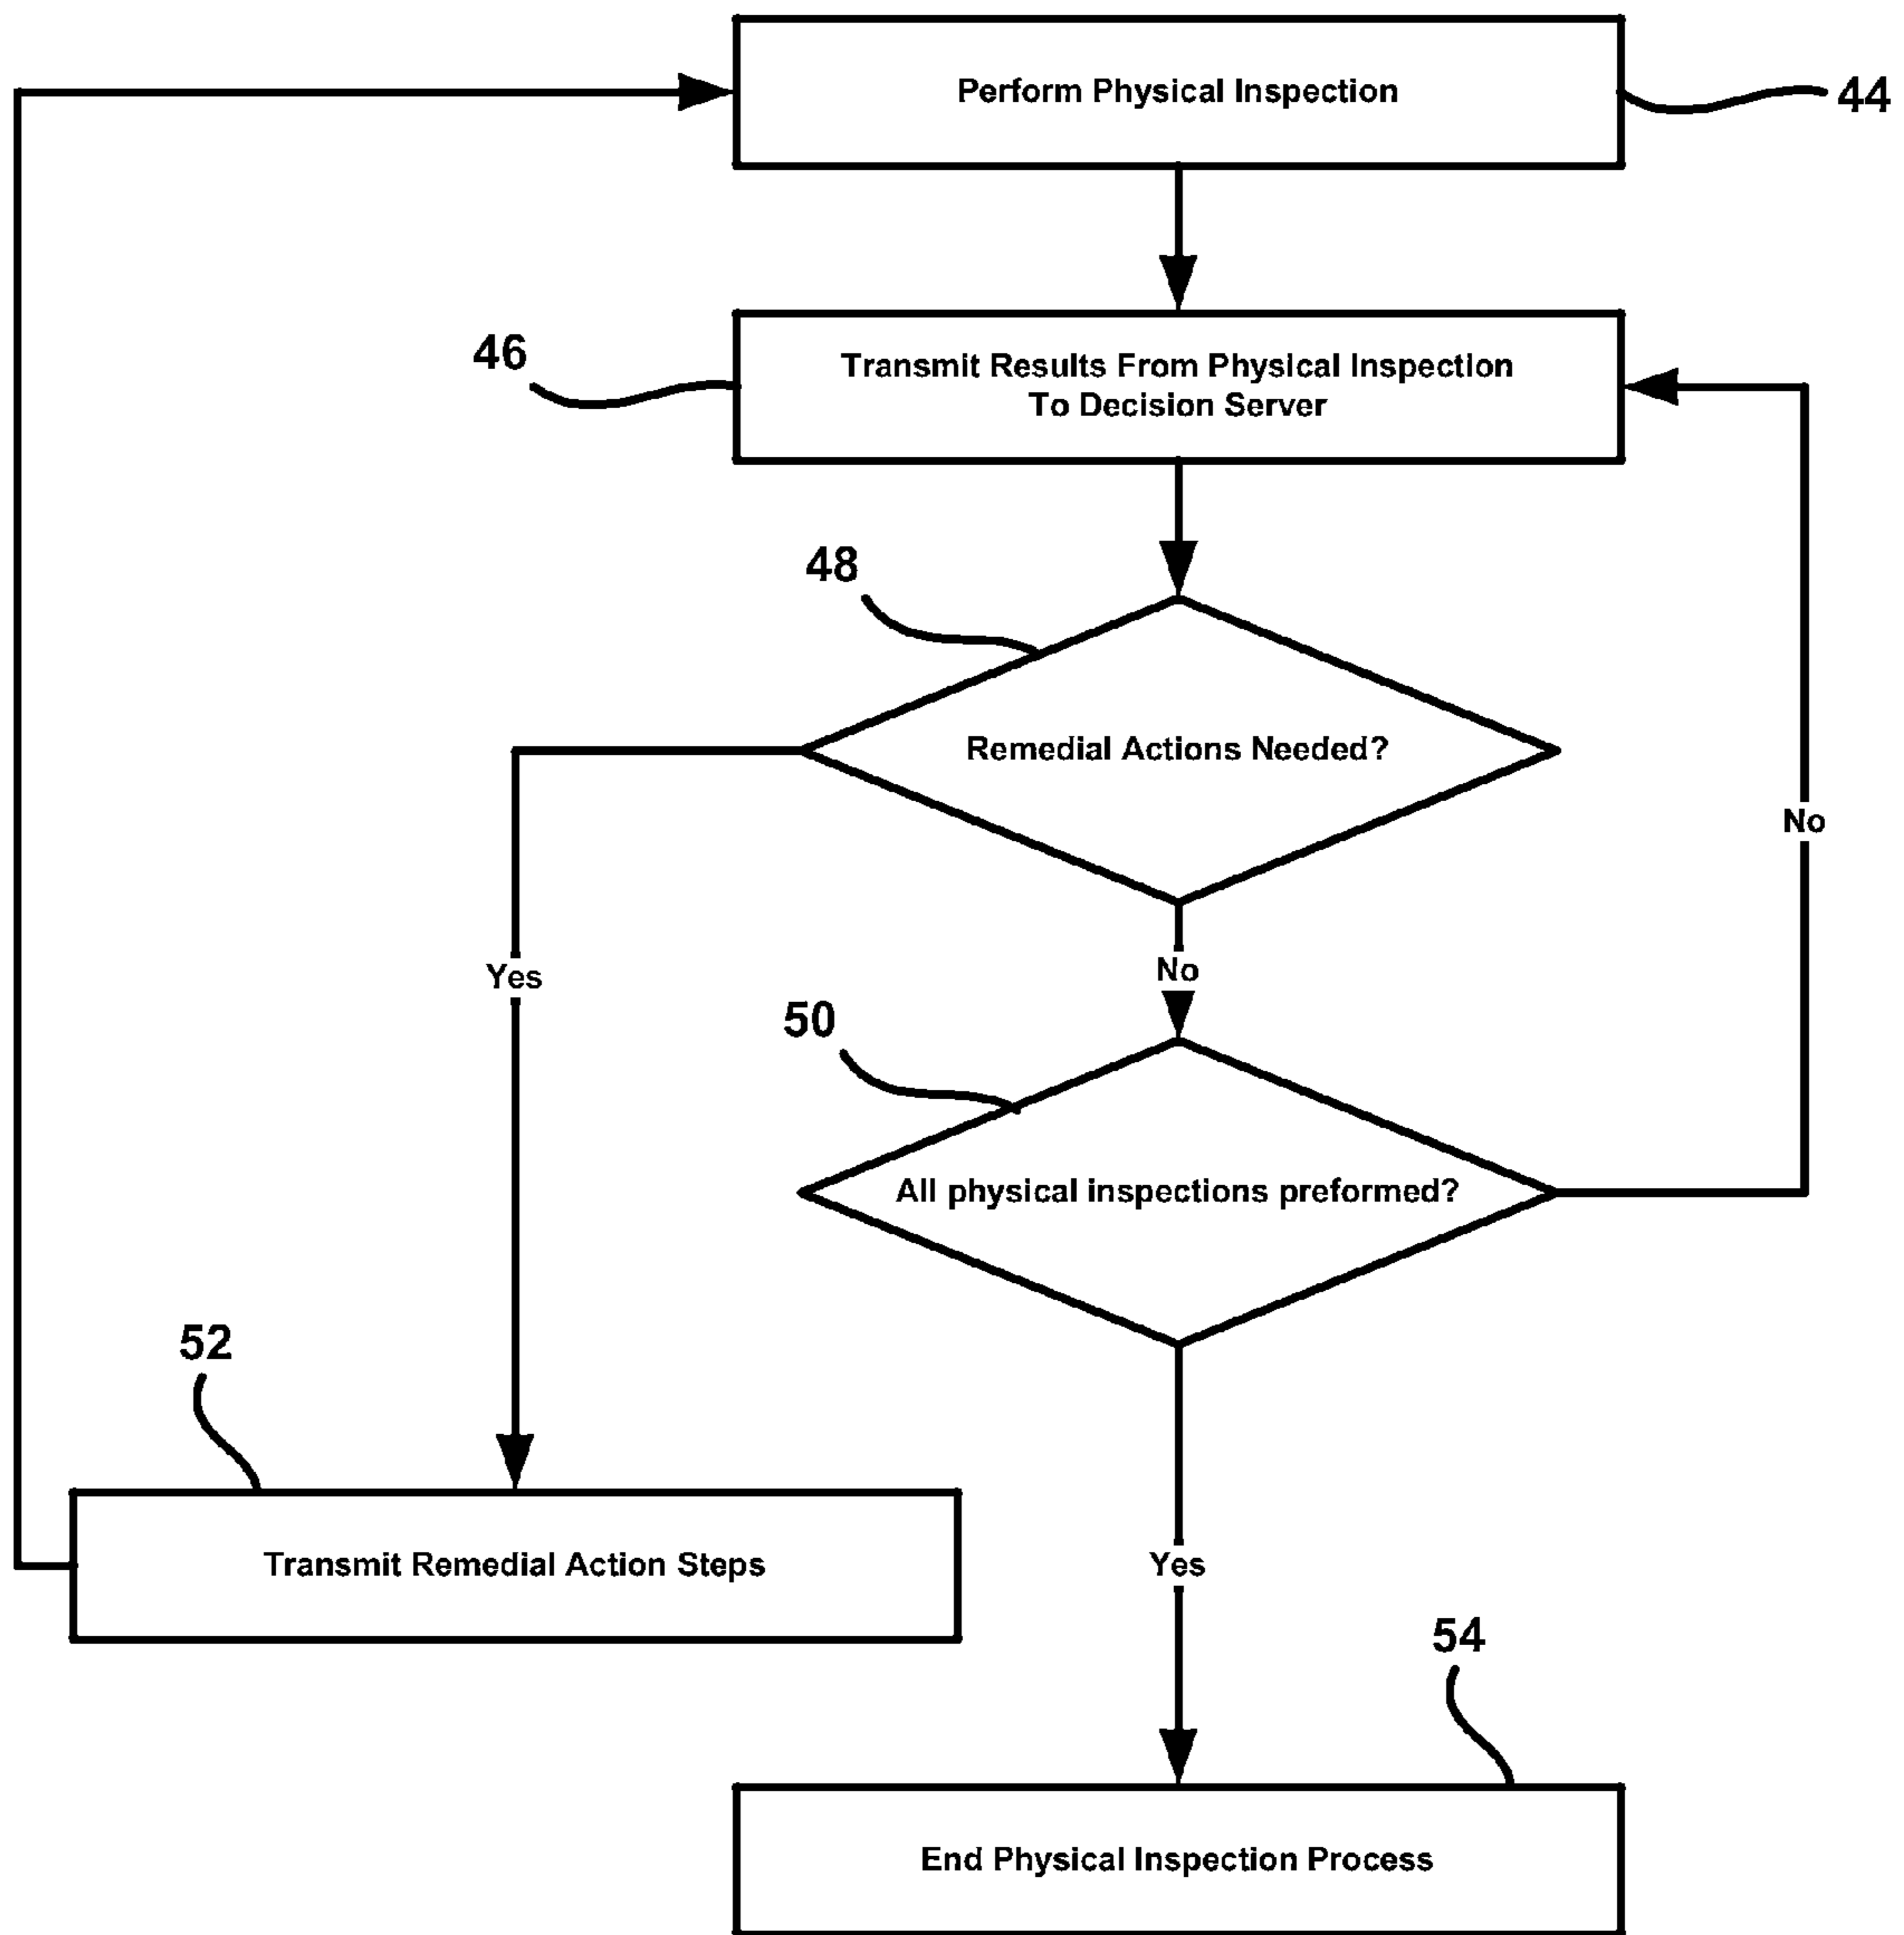 Perform Physical Inspection
44
46
Transmit Results From Physical Inspection
To Decision Server
48
Remedial Actions Needed?
No
Yes
No
50
All physical inspections preformed?
52
Transmit Remedial Action Steps
Yes
54
End Physical Inspection Process